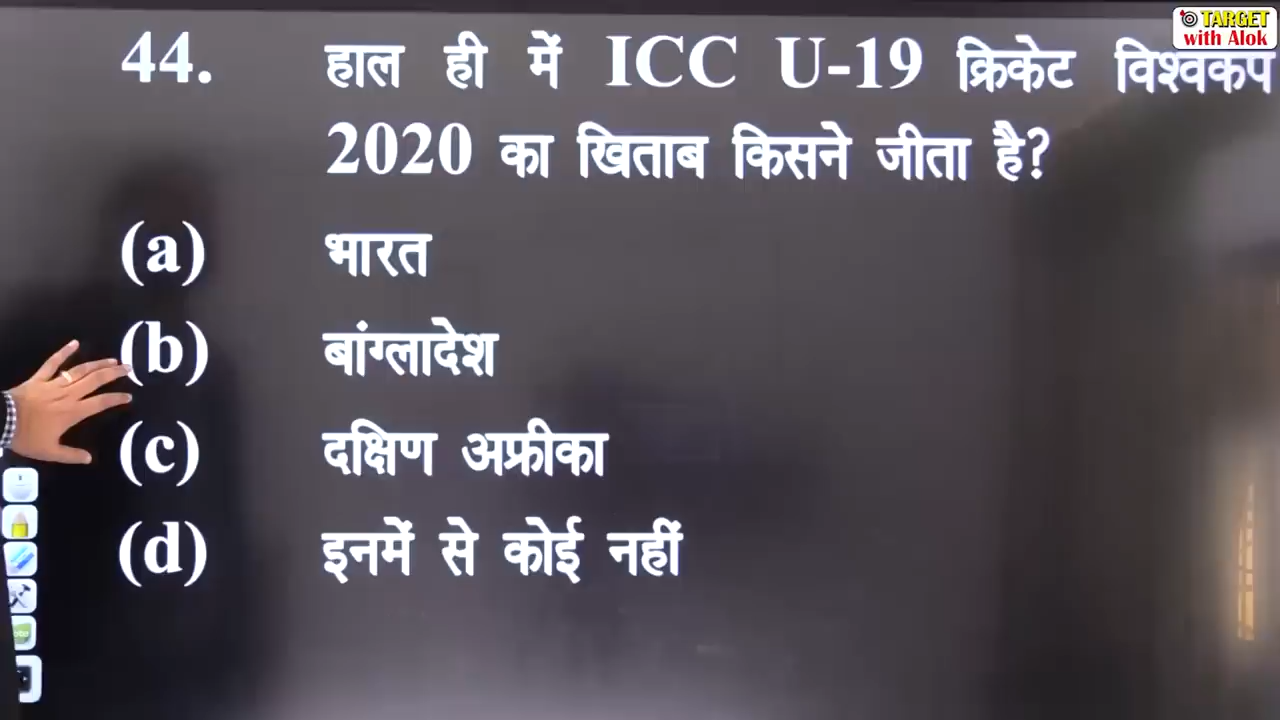 TARGET
with Alok
44. हाल ही में ICC U-19 क्रिकेट विश्वकप
2020 का खिताब किसने जीता है?
(a) भारत
(b) बांग्लादेश
(c) दक्षिण अफ्रीका
(d) इनमें से कोई नहीं